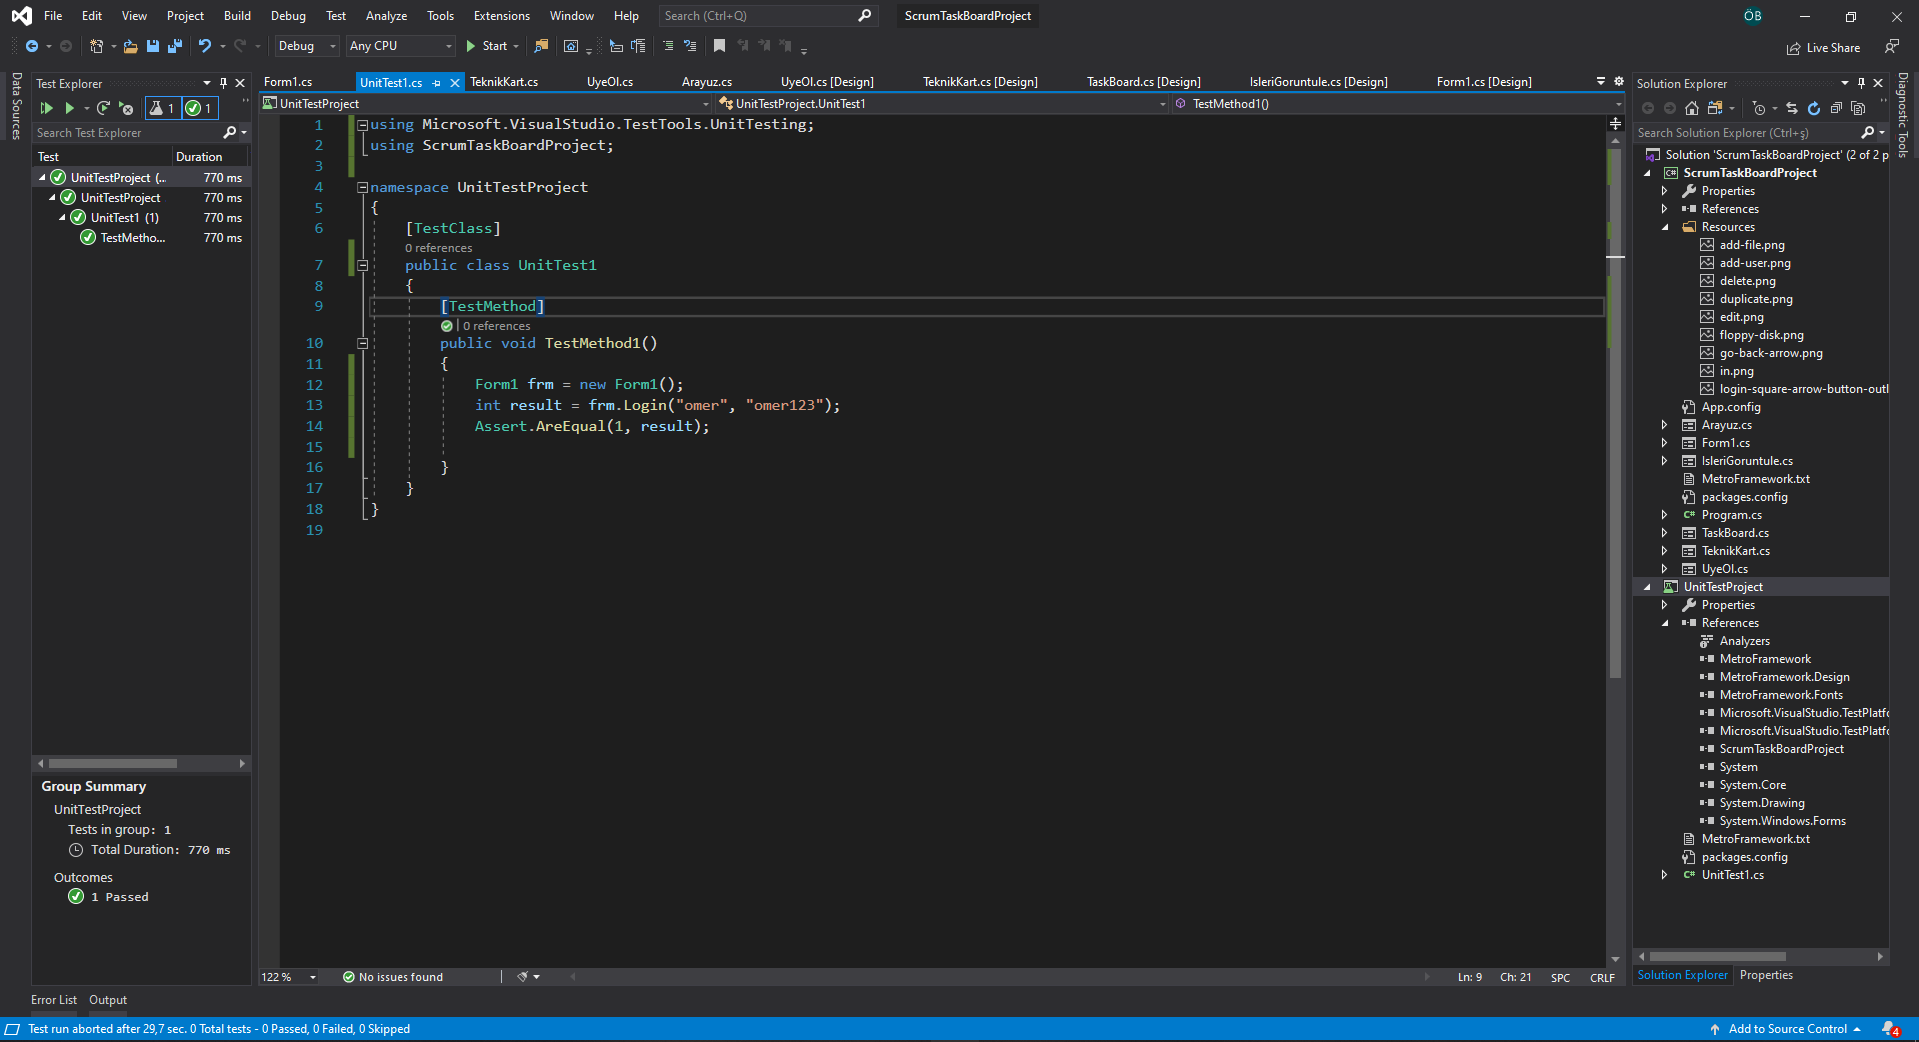 File Edit View Project Build Debug Test Analyze Tools Extensions Window Help Search (Ctrl+Q) ScrumTaskBoardProject ÖB
Debug Any CPU Start Live Share
Data Sources
Test Explorer
1 1
Search Test Explorer
Test Duration
UnitTestProject (... 770 ms
UnitTestProject 770 ms
UnitTest1 (1) 770 ms
TestMetho... 770 ms
Group Summary
UnitTestProject
Tests in group: 1
Total Duration: 770 ms
Outcomes
1 Passed
Form1.cs UnitTest1.cs TeknikKart.cs UyeOl.cs Arayuz.cs UyeOl.cs [Design] TeknikKart.cs [Design] TaskBoard.cs [Design] IsleriGoruntule.cs [Design] Form1.cs [Design]
UnitTestProject UnitTestProject.UnitTest1 TestMethod1()
1 using Microsoft.VisualStudio.TestTools.UnitTesting;
2 using ScrumTaskBoardProject;
3
4 namespace UnitTestProject
5 {
6 [TestClass]
0 references
7 public class UnitTest1
8 {
9 [TestMethod]
| 0 references
10 public void TestMethod1()
11 {
12 Form1 frm = new Form1();
13 int result = frm.Login("omer", "omer123");
14 Assert.AreEqual(1, result);
15
16 }
17 }
18 }
19
122 % No issues found Ln: 9 Ch: 21 SPC CRLF
Solution Explorer
Search Solution Explorer (Ctrl+ş)
Solution 'ScrumTaskBoardProject' (2 of 2 p
ScrumTaskBoardProject
Properties
References
Resources
add-file.png
add-user.png
delete.png
duplicate.png
edit.png
floppy-disk.png
go-back-arrow.png
in.png
login-square-arrow-button-outl
App.config
Arayuz.cs
Form1.cs
IsleriGoruntule.cs
MetroFramework.txt
packages.config
Program.cs
TaskBoard.cs
TeknikKart.cs
UyeOl.cs
UnitTestProject
Properties
References
Analyzers
MetroFramework
MetroFramework.Design
MetroFramework.Fonts
Microsoft.VisualStudio.TestPlatfo
Microsoft.VisualStudio.TestPlatfo
ScrumTaskBoardProject
System
System.Core
System.Drawing
System.Windows.Forms
MetroFramework.txt
packages.config
UnitTest1.cs
Solution Explorer Properties
Diagnostic Tools
Error List Output
Test run aborted after 29,7 sec. 0 Total tests - 0 Passed, 0 Failed, 0 Skipped Add to Source Control 4